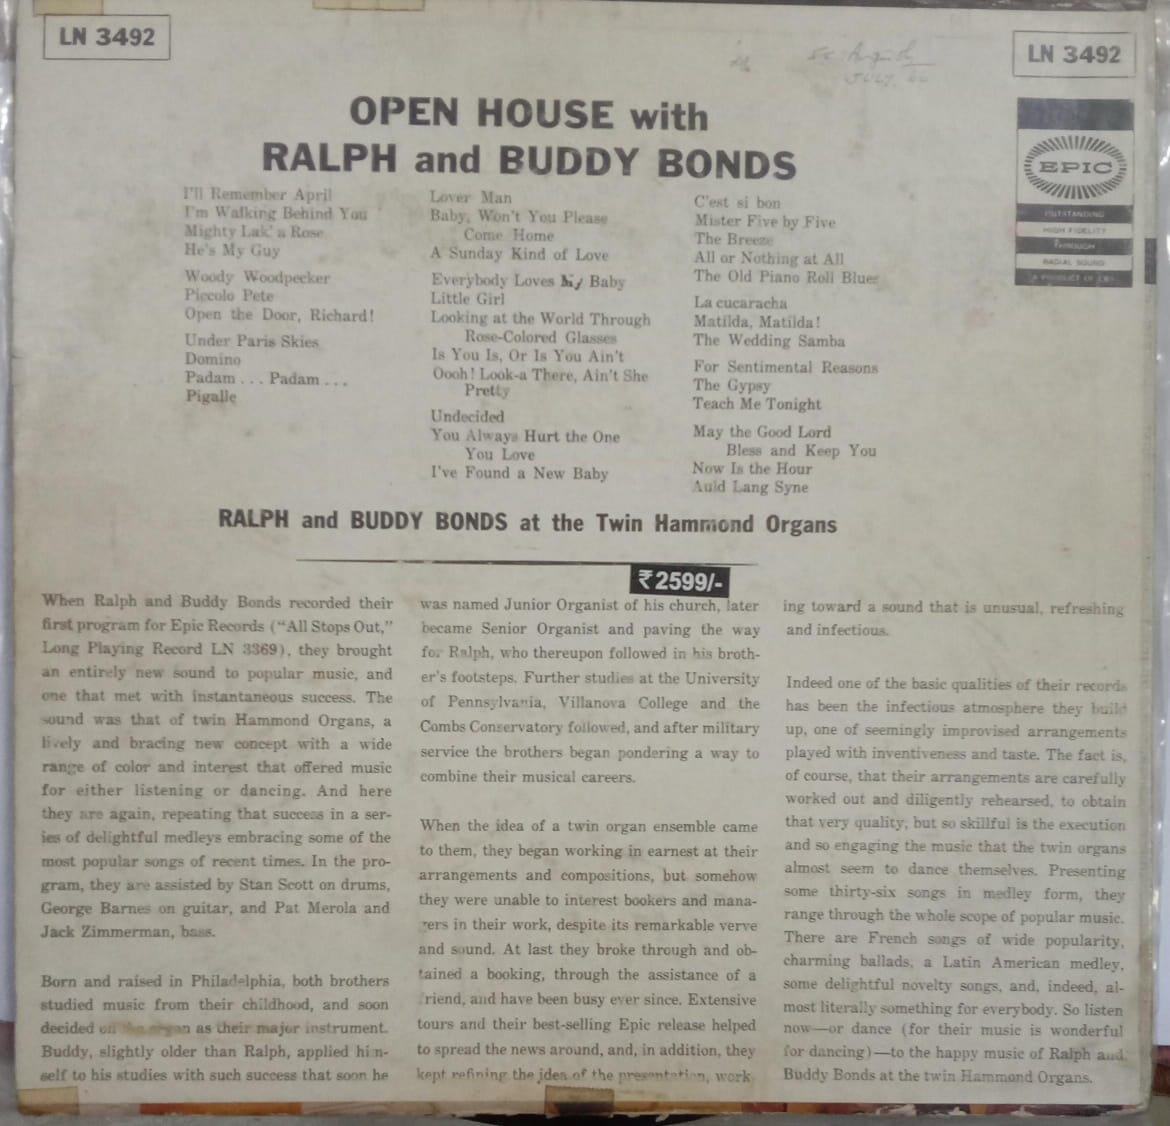 LN 3492
LN 3492
JULY.
OPEN HOUSE with
RALPH and BUDDY BONDS
EPIC
OUTSTANDING
HIGH FIDELITY
THROUGH
RADIAL SOUND
A PRODUCT OF CBS
I'll Remember April
I'm Walking Behind You
Mighty Lak' a Rose
He's My Guy
Woody Woodpecker
Piccolo Pete
Open the Door, Richard!
Under Paris Skies
Domino
Padam . . . Padam . . .
Pigalle
Lover Man
Baby, Won't You Please
Come Home
A Sunday Kind of Love
Everybody Loves My Baby
Little Girl
Looking at the World Through
Rose-Colored Glasses
Is You Is, Or Is You Ain't
Oooh! Look-a There, Ain't She
Pretty
Undecided
You Always Hurt the One
You Love
I've Found a New Baby
C'est si bon
Mister Five by Five
The Breeze
All or Nothing at All
The Old Piano Roll Blues
La cucaracha
Matilda, Matilda!
The Wedding Samba
For Sentimental Reasons
The Gypsy
Teach Me Tonight
May the Good Lord
Bless and Keep You
Now Is the Hour
Auld Lang Syne
RALPH and BUDDY BONDS at the Twin Hammond Organs
₹2599/-
When Ralph and Buddy Bonds recorded their
first program for Epic Records ("All Stops Out,"
Long Playing Record LN 3369), they brought
an entirely new sound to popular music, and
one that met with instantaneous success. The
sound was that of twin Hammond Organs, a
lively and bracing new concept with a wide
range of color and interest that offered music
for either listening or dancing. And here
they are again, repeating that success in a ser-
ies of delightful medleys embracing some of the
most popular songs of recent times. In the pro-
gram, they are assisted by Stan Scott on drums,
George Barnes on guitar, and Pat Merola and
Jack Zimmerman, bass.
Born and raised in Philadelphia, both brothers
studied music from their childhood, and soon
decided on the organ as their major instrument.
Buddy, slightly older than Ralph, applied him-
self to his studies with such success that soon he
was named Junior Organist of his church, later
became Senior Organist and paving the way
for Ralph, who thereupon followed in his broth-
er's footsteps. Further studies at the University
of Pennsylvania, Villanova College and the
Combs Conservatory followed, and after military
service the brothers began pondering a way to
combine their musical careers.
When the idea of a twin organ ensemble came
to them, they began working in earnest at their
arrangements and compositions, but somehow
they were unable to interest bookers and mana-
gers in their work, despite its remarkable verve
and sound. At last they broke through and ob-
tained a booking, through the assistance of a
friend, and have been busy ever since. Extensive
tours and their best-selling Epic release helped
to spread the news around, and, in addition, they
kept refining the idea of the presentation, work-
ing toward a sound that is unusual, refreshing
and infectious.
Indeed one of the basic qualities of their records
has been the infectious atmosphere they build
up, one of seemingly improvised arrangements
played with inventiveness and taste. The fact is,
of course, that their arrangements are carefully
worked out and diligently rehearsed, to obtain
that very quality; but so skillful is the execution
and so engaging the music that the twin organs
almost seem to dance themselves. Presenting
some thirty-six songs in medley form, they
range through the whole scope of popular music.
There are French songs of wide popularity,
charming ballads, a Latin American medley,
some delightful novelty songs, and, indeed, al-
most literally something for everybody. So listen
now—or dance (for their music is wonderful
for dancing)—to the happy music of Ralph and
Buddy Bonds at the twin Hammond Organs.